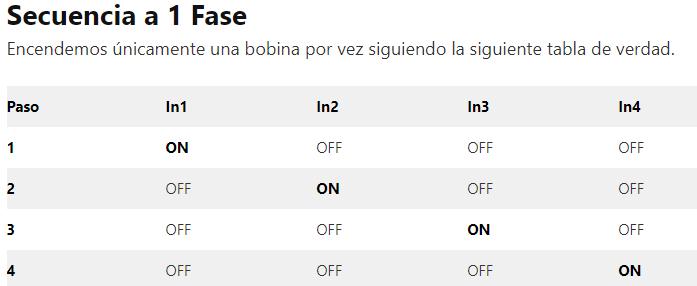 Secuencia a 1 Fase
Encendemos únicamente una bobina por vez siguiendo la siguiente tabla de verdad.
Paso In1 In2 In3 In4
1 ON OFF OFF OFF
2 OFF ON OFF OFF
3 OFF OFF ON OFF
4 OFF OFF OFF ON